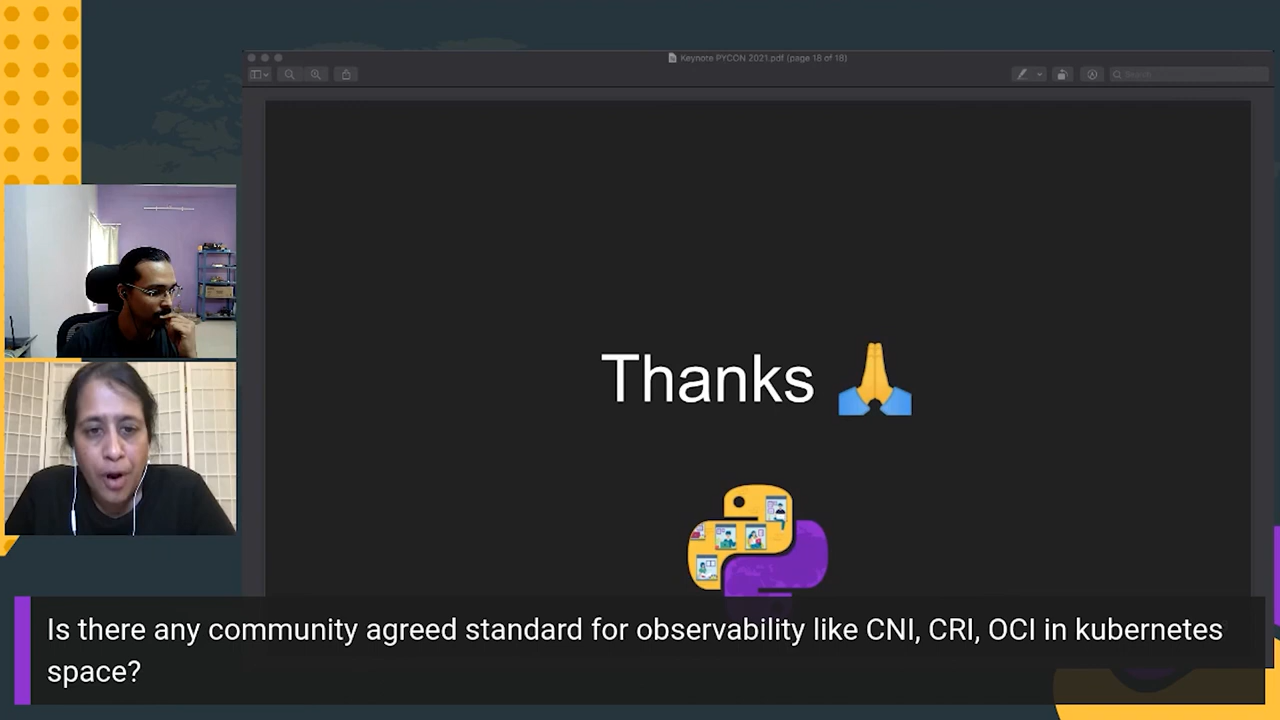 Keynote PYCON 2021.pdf (page 18 of 18)
Search
Thanks
Is there any community agreed standard for observability like CNI, CRI, OCI in kubernetes
space?